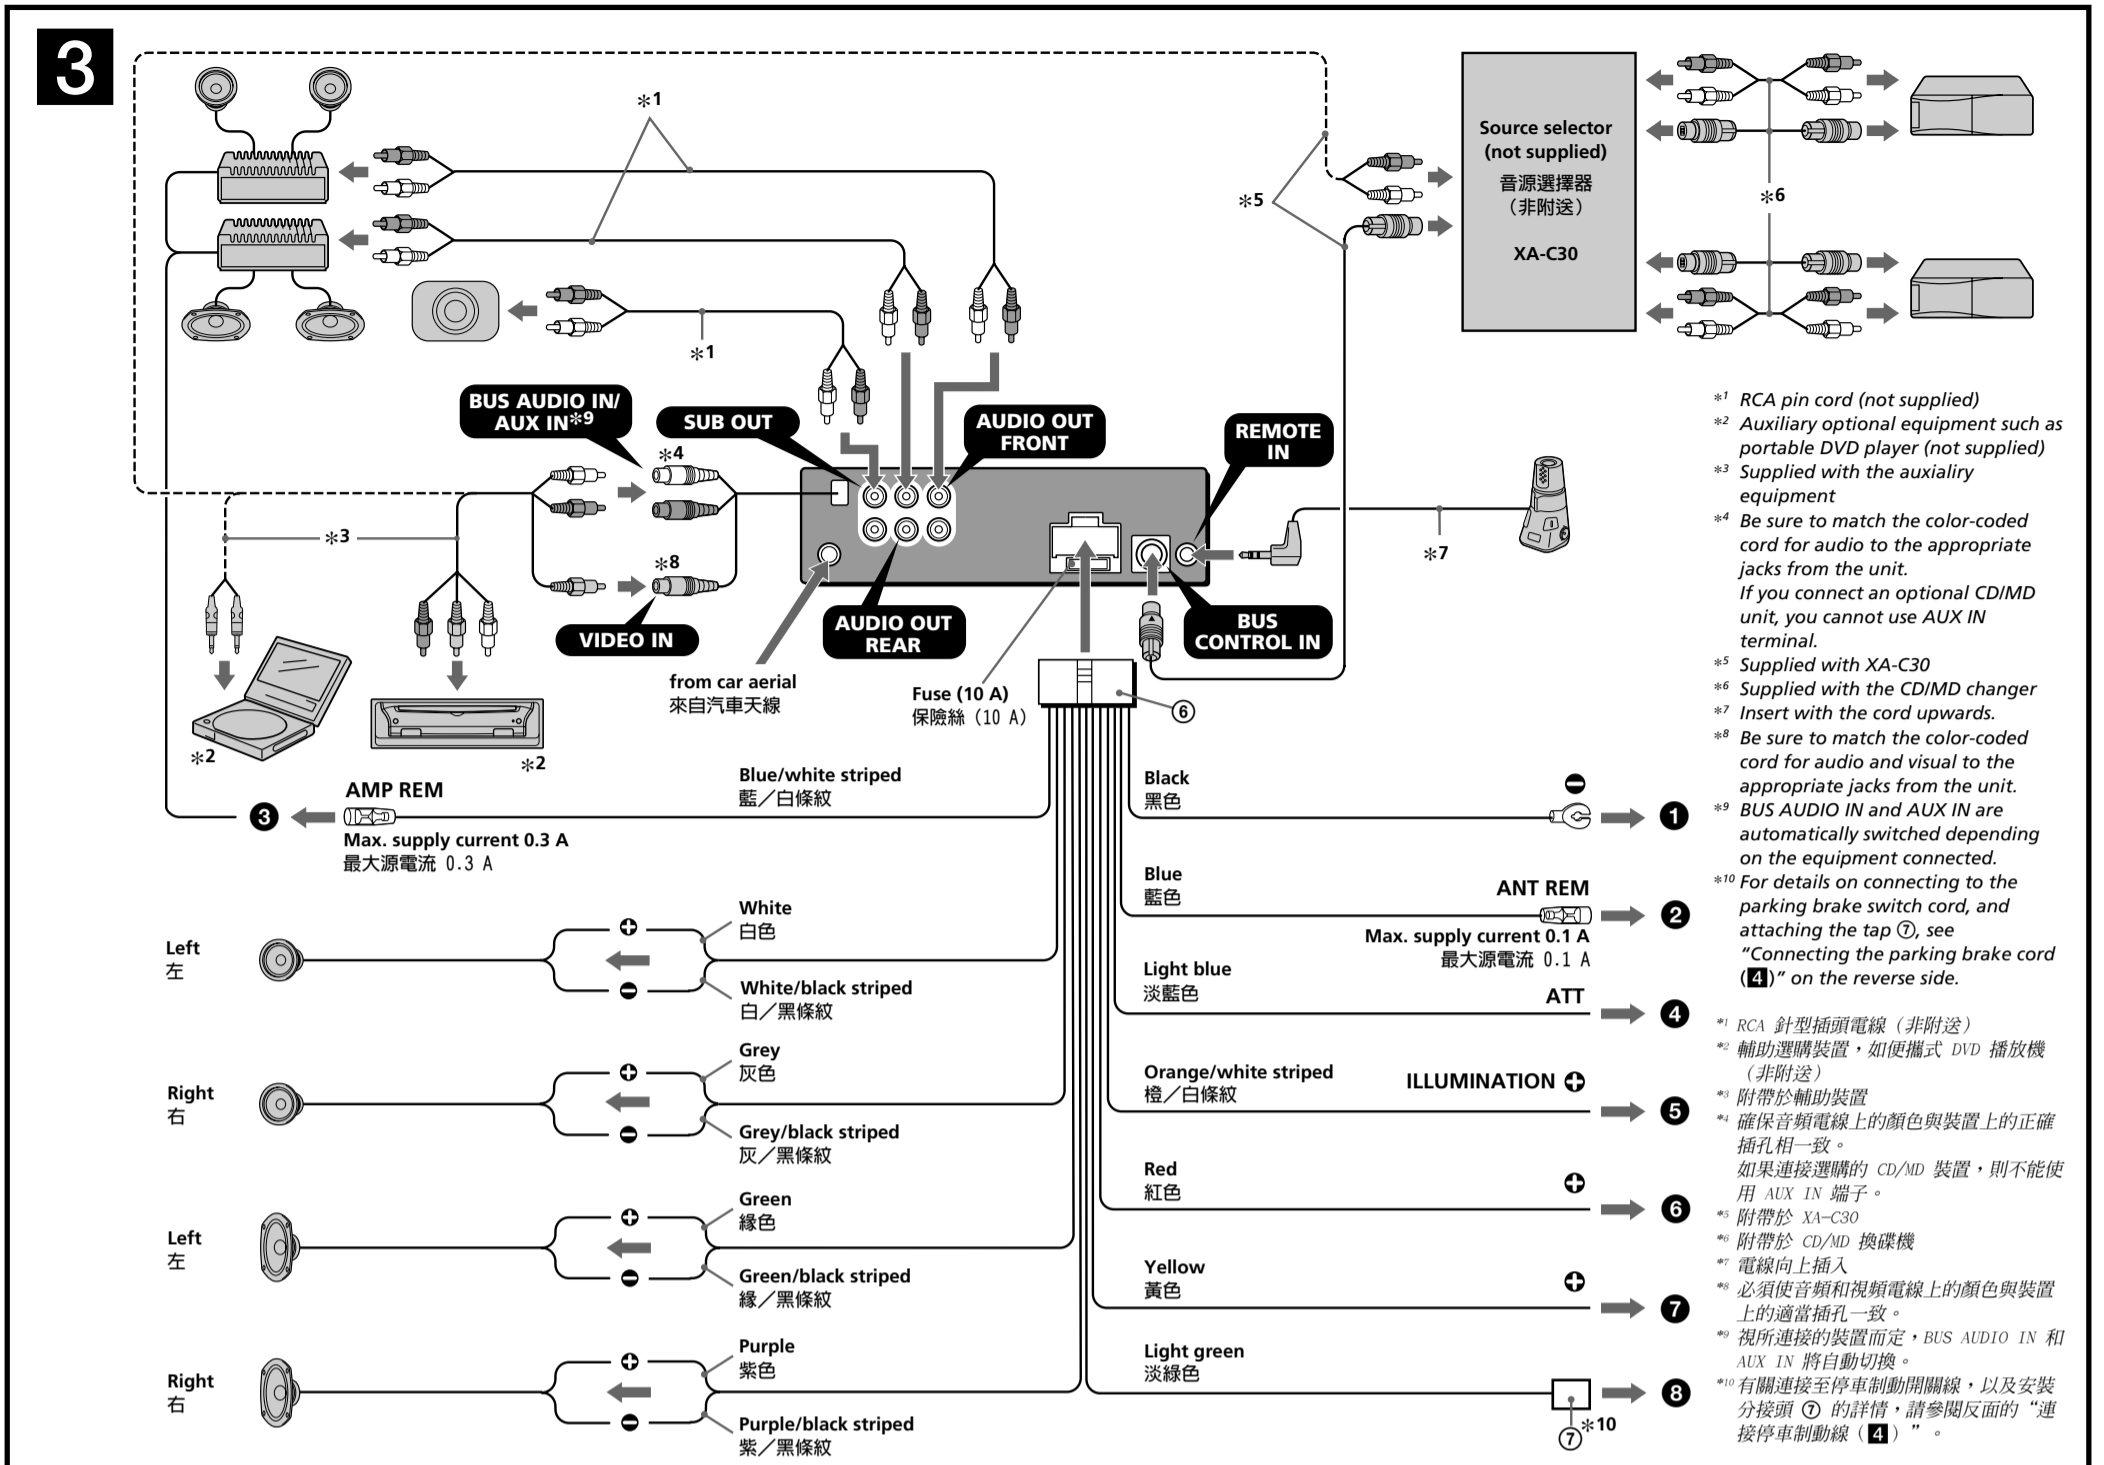 3
*1
*5
Source selector
(not supplied)
音源選擇器
（非附送）
XA-C30
*6
*1
BUS AUDIO IN/
AUX IN*9
SUB OUT
AUDIO OUT
FRONT
REMOTE
IN
*4
*3
*8
*7
VIDEO IN
AUDIO OUT
REAR
BUS
CONTROL IN
from car aerial
來自汽車天線
Fuse (10 A)
保險絲（10 A）
⑥
*2
*2
AMP REM
❸
Max. supply current 0.3 A
最大源電流 0.3 A
Blue/white striped
藍／白條紋
Left
左
+
−
White
白色
White/black striped
白／黑條紋
Right
右
+
−
Grey
灰色
Grey/black striped
灰／黑條紋
Left
左
+
−
Green
緣色
Green/black striped
緣／黑條紋
Right
右
+
−
Purple
紫色
Purple/black striped
紫／黑條紋
Black
黑色
−
❶
Blue
藍色
ANT REM
❷
Max. supply current 0.1 A
最大源電流 0.1 A
Light blue
淡藍色
ATT
❹
Orange/white striped
橙／白條紋
ILLUMINATION +
❺
Red
紅色
+
❻
Yellow
黃色
+
❼
Light green
淡綠色
❽
⑦*10
*1 RCA pin cord (not supplied)
*2 Auxiliary optional equipment such as
portable DVD player (not supplied)
*3 Supplied with the auxialiry
equipment
*4 Be sure to match the color-coded
cord for audio to the appropriate
jacks from the unit.
If you connect an optional CD/MD
unit, you cannot use AUX IN
terminal.
*5 Supplied with XA-C30
*6 Supplied with the CD/MD changer
*7 Insert with the cord upwards.
*8 Be sure to match the color-coded
cord for audio and visual to the
appropriate jacks from the unit.
*9 BUS AUDIO IN and AUX IN are
automatically switched depending
on the equipment connected.
*10 For details on connecting to the
parking brake switch cord, and
attaching the tap ⑦, see
“Connecting the parking brake cord
(4)” on the reverse side.
*1 RCA 針型插頭電線（非附送）
*2 輔助選購裝置，如便攜式 DVD 播放機
（非附送）
*3 附帶於輔助裝置
*4 確保音頻電線上的顏色與裝置上的正確
插孔相一致。
如果連接選購的 CD/MD 裝置，則不能使
用 AUX IN 端子。
*5 附帶於 XA-C30
*6 附帶於 CD/MD 換碟機
*7 電線向上插入
*8 必須使音頻和視頻電線上的顏色與裝置
上的適當插孔一致。
*9 視所連接的裝置而定，BUS AUDIO IN 和
AUX IN 將自動切換。
*10 有關連接至停車制動開關線，以及安裝
分接頭 ⑦ 的詳情，請參閱反面的“連
接停車制動線（4）”。